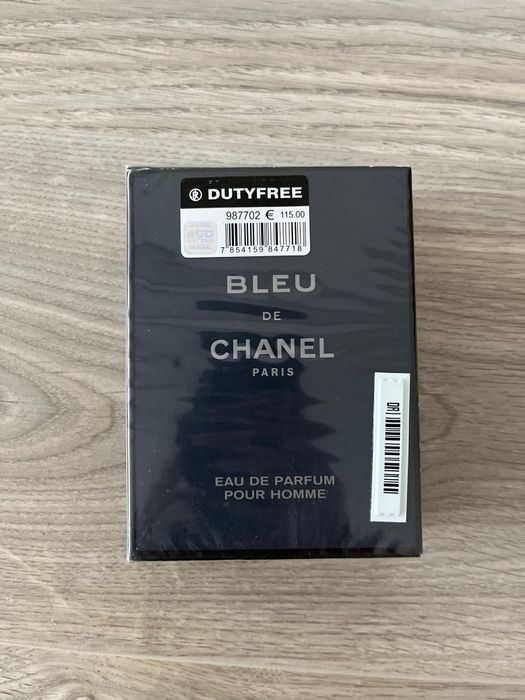 R DUTYFREE
987702 € 115.00
7 854159 847718
BLEU
DE
CHANEL
PARIS
EAU DE PARFUM
POUR HOMME